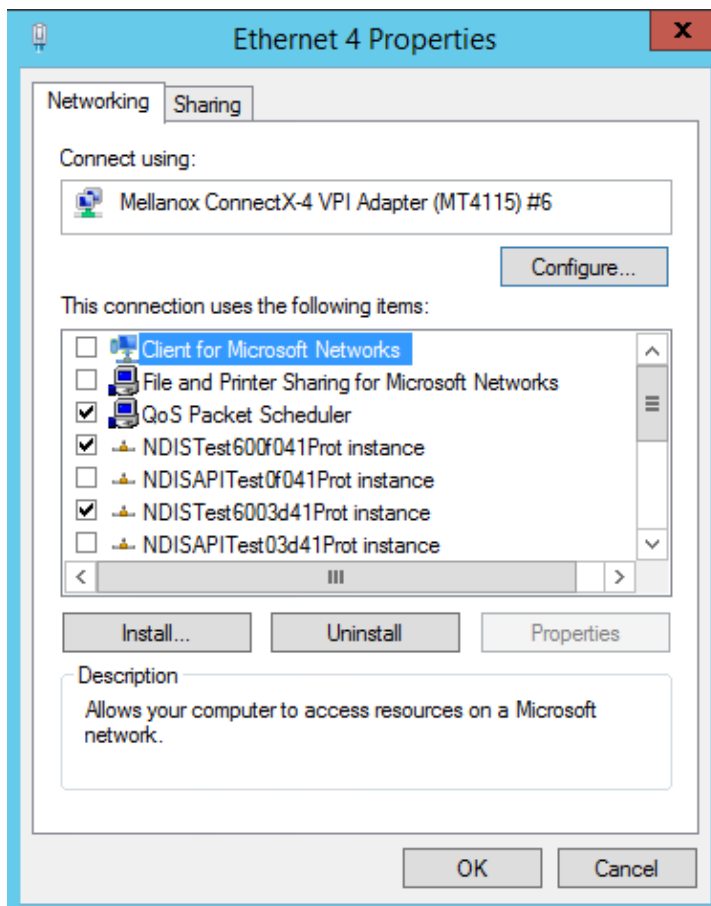 Ethernet 4 Properties
x
Networking
Sharing
Connect using:
Mellanox ConnectX-4 VPI Adapter (MT4115) #6
Configure...
This connection uses the following items:
Client for Microsoft Networks
File and Printer Sharing for Microsoft Networks
QoS Packet Scheduler
NDISTest600f041Prot instance
NDISAPITest0f041Prot instance
NDISTest6003d41Prot instance
NDISAPITest03d41Prot instance
Install...
Uninstall
Properties
Description
Allows your computer to access resources on a Microsoft
network.
OK
Cancel